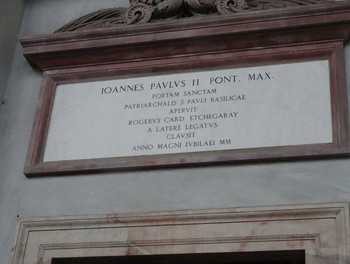 IOANNES PAVLVS II PONT. MAX.
PORTAM SANCTAM
PATRIARCHALIS S PAVLI BASILICAE
APERVIT
ROGERVS CARD. ETCHEGARAY
A LATERE LEGATVS
CLAVSIT
ANNO MAGNI IVBILAEI MM